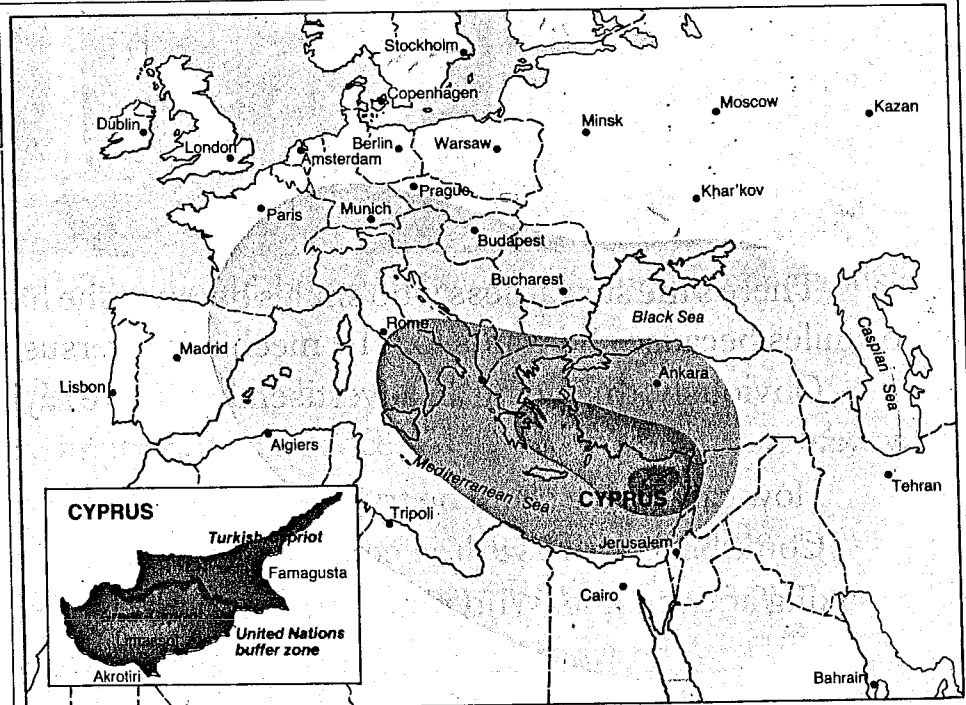 Stockholm
Copenhagen
Moscow
Kazan
Dublin
Minsk
London
Amsterdam
Berlin
Warsaw
Prague
Khar'kov
Paris
Munich
Budapest
Bucharest
Black Sea
Caspian Sea
Rome
Madrid
Ankara
Lisbon
Algiers
Mediterranean Sea
CYPRUS
Tehran
Tripoli
Jerusalem
Cairo
Bahrain
CYPRUS
Turkish Cypriot
Famagusta
United Nations
buffer zone
Akrotiri